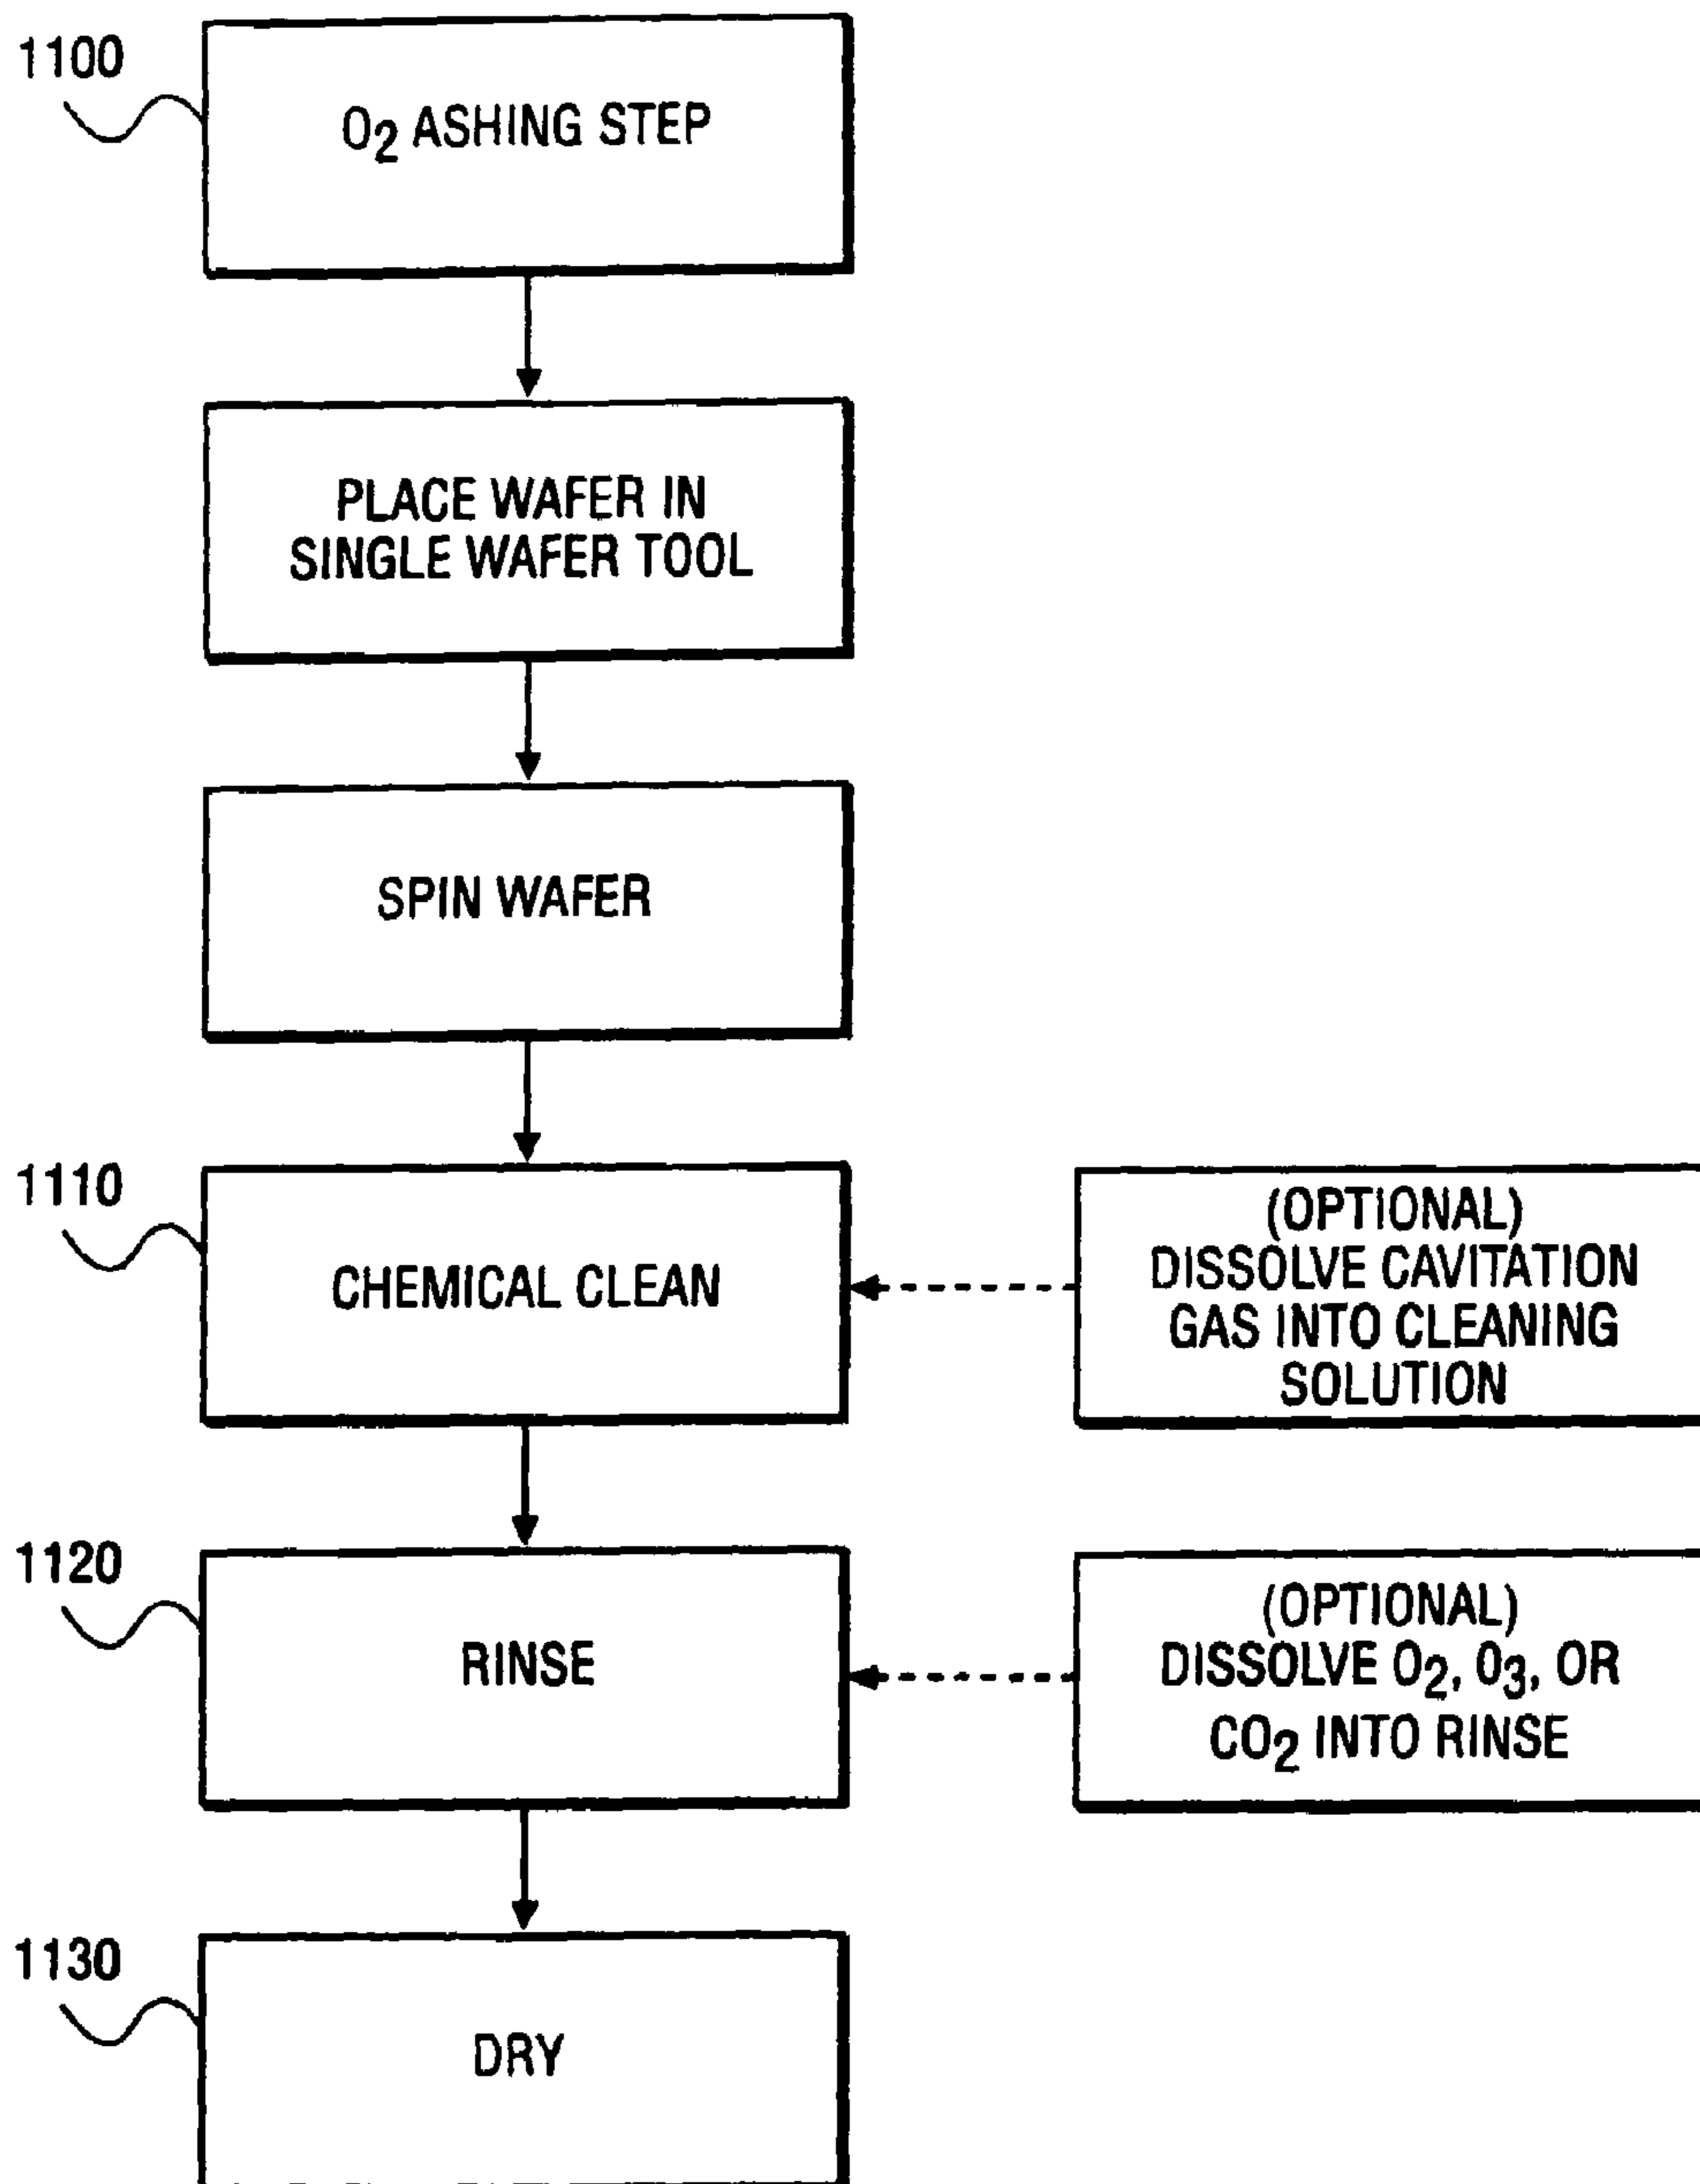 1100
O2 ASHING STEP
PLACE WAFER IN
SINGLE WAFER TOOL
SPIN WAFER
1110
CHEMICAL CLEAN
(OPTIONAL)
DISSOLVE CAVITATION
GAS INTO CLEANING
SOLUTION
1120
RINSE
(OPTIONAL)
DISSOLVE O2, O3, OR
CO2 INTO RINSE
1130
DRY